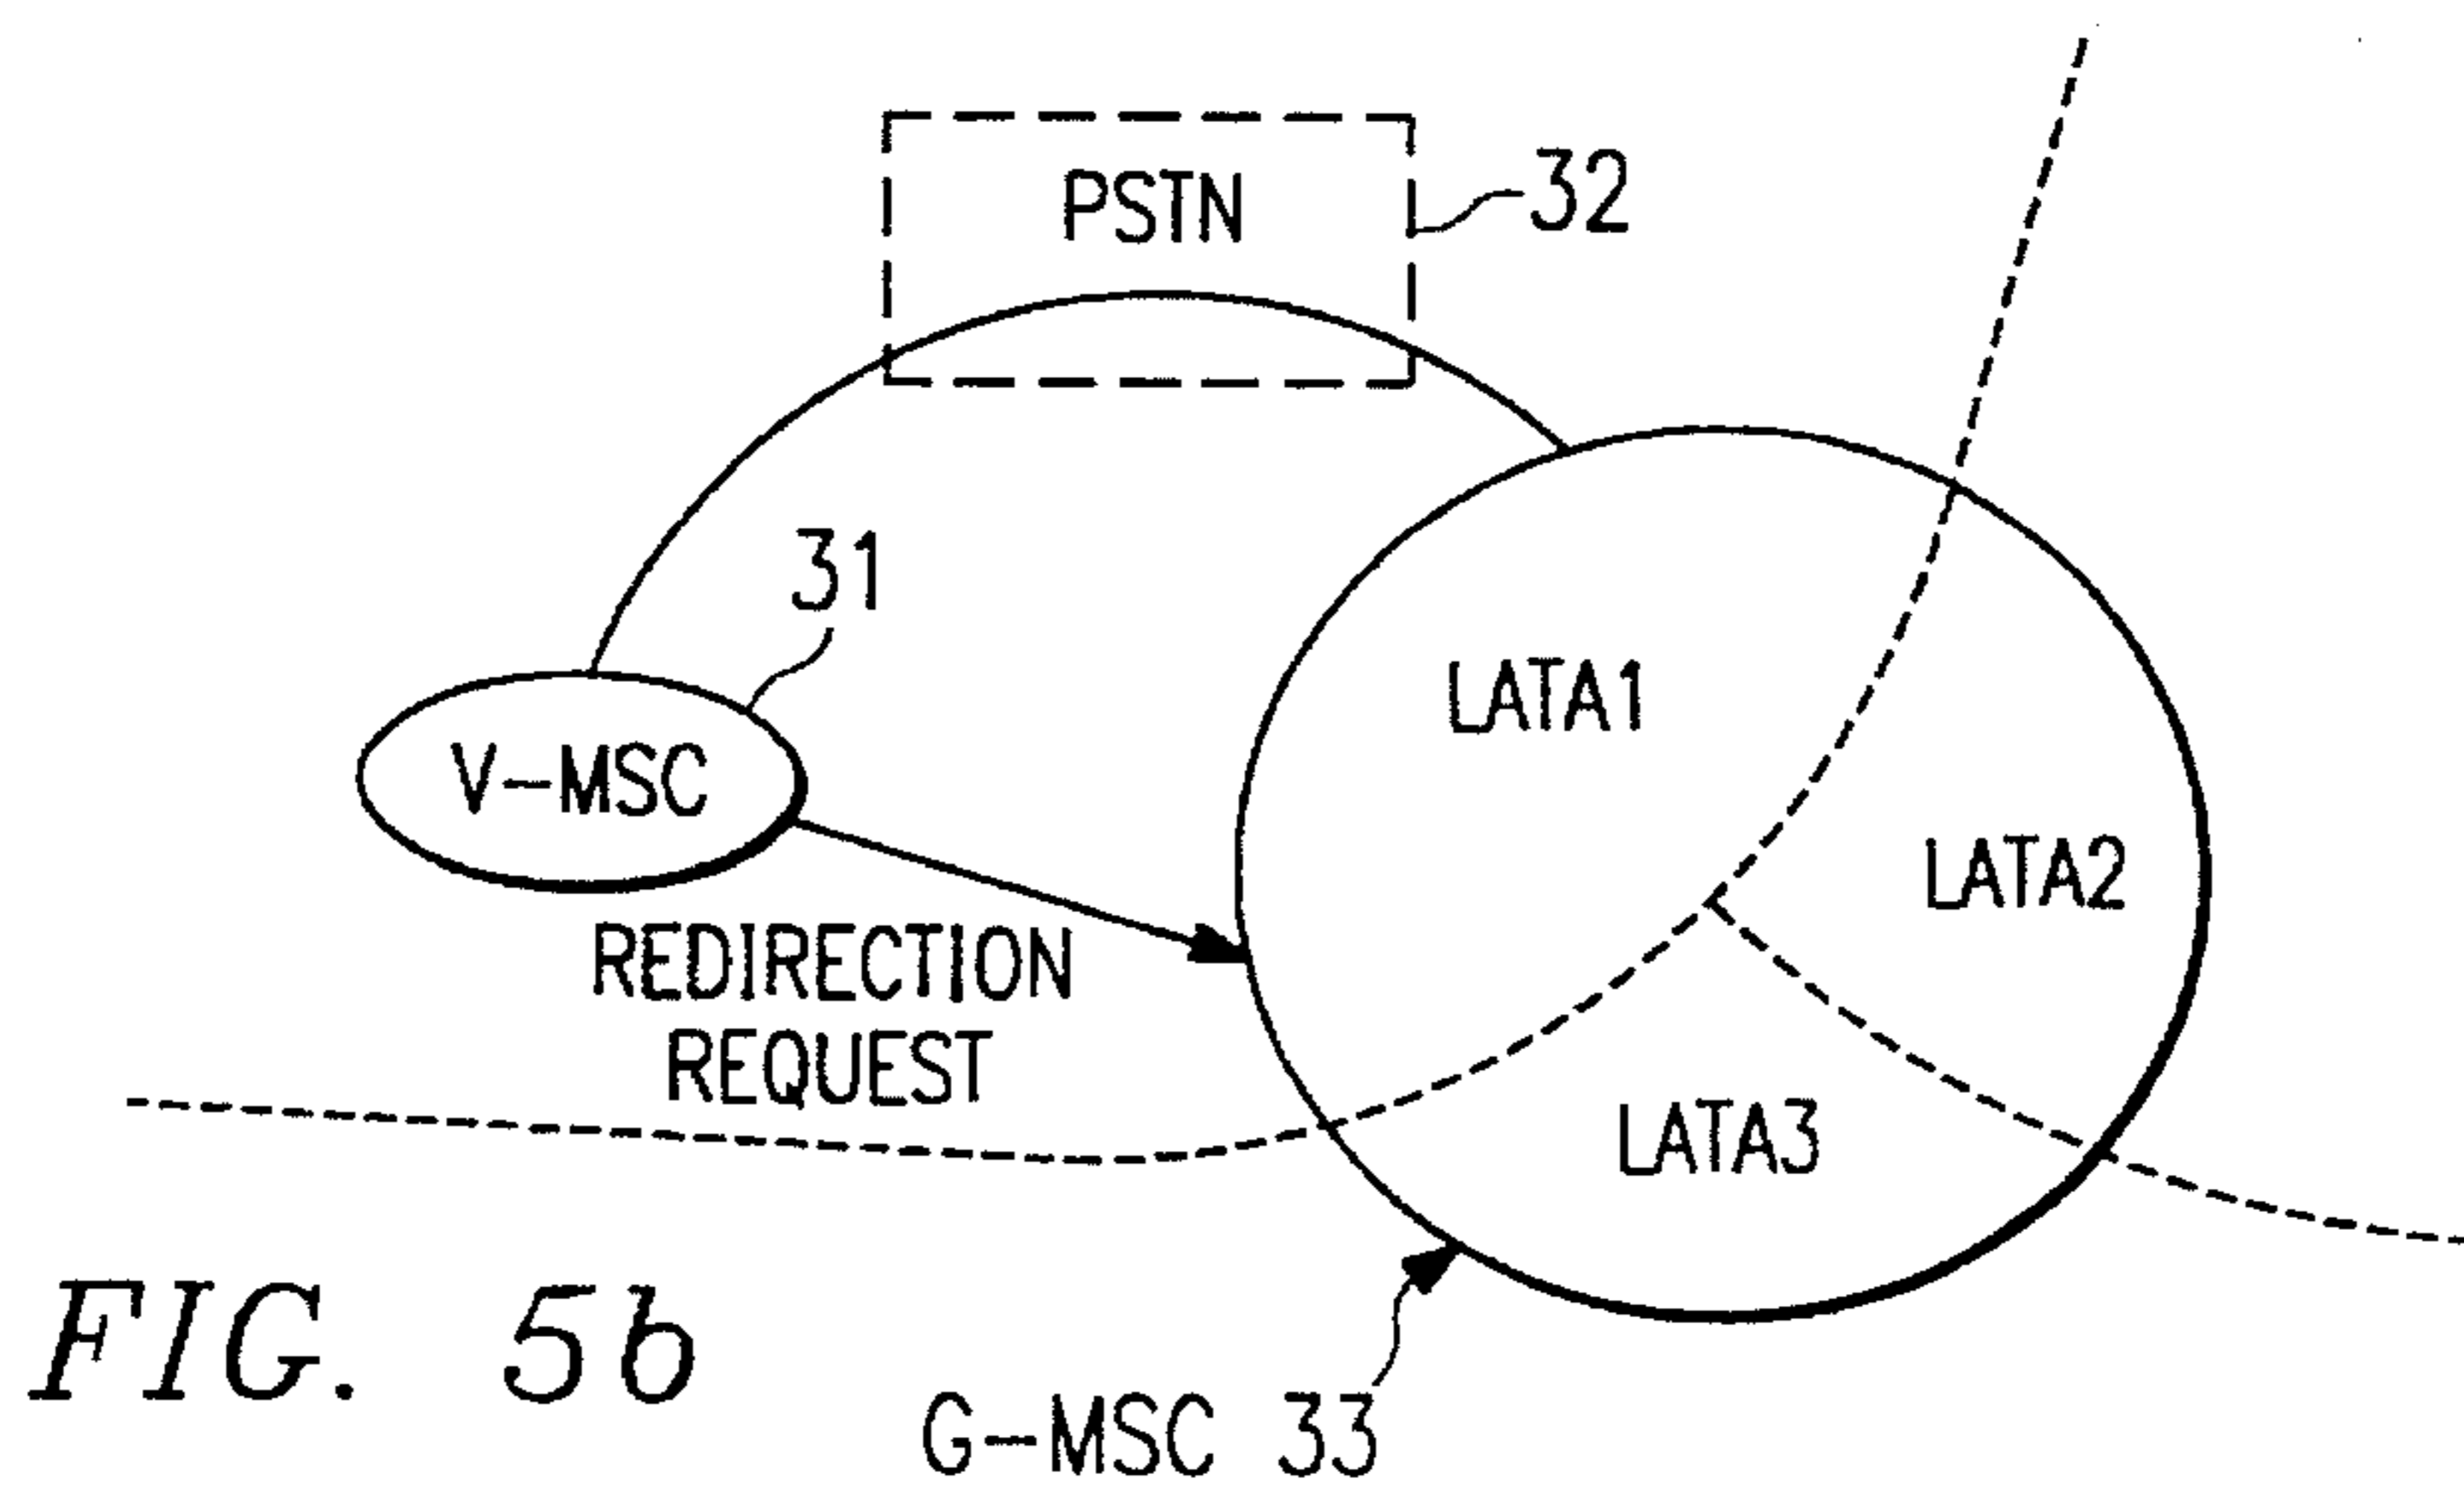 PSTN
32
31
V-MSC
LATA1
LATA2
REDIRECTION
REQUEST
LATA3
FIG. 5b
G-MSC 33